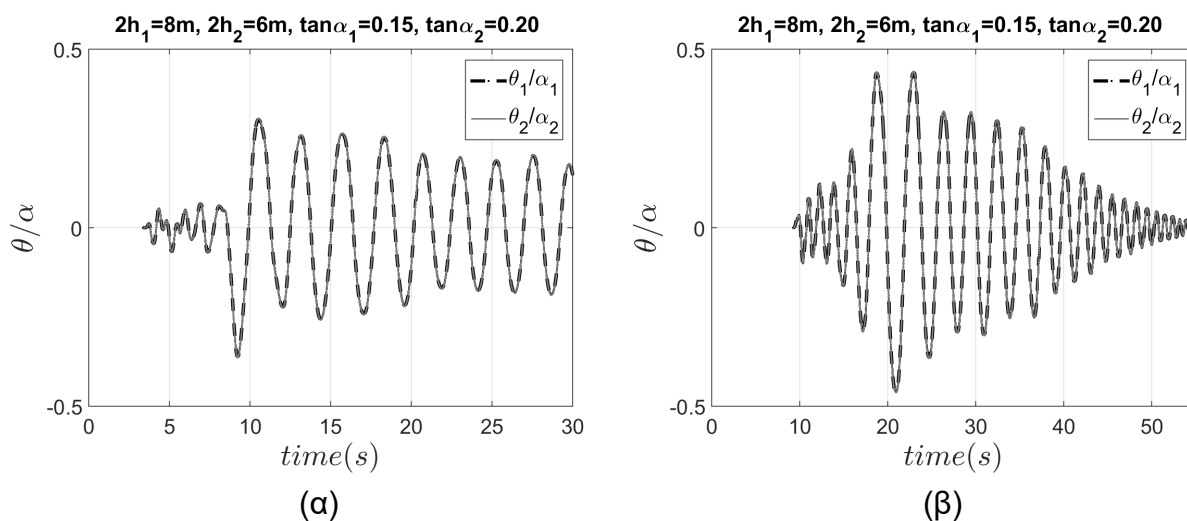 2h₁=8m, 2h₂=6m, tanα₁=0.15, tanα₂=0.20
0.5
0
-0.5
θ/α
θ₁/α₁
θ₂/α₂
0 5 10 15 20 25 30
time(s)
(α)
2h₁=8m, 2h₂=6m, tanα₁=0.15, tanα₂=0.20
0.5
0
-0.5
θ/α
θ₁/α₁
θ₂/α₂
0 10 20 30 40 50
time(s)
(β)